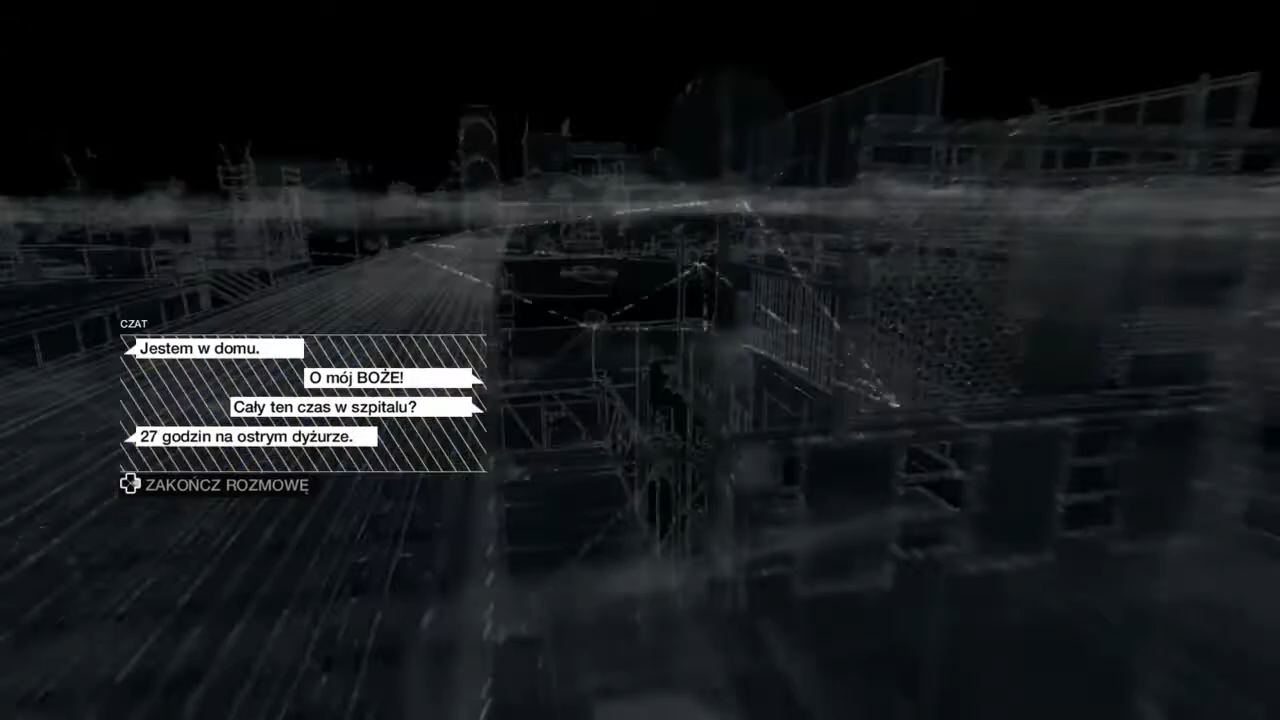 CZAT
Jestem w domu.
O mój BOŻE!
Cały ten czas w szpitalu?
27 godzin na ostrym dyżurze.
ZAKOŃCZ ROZMOWĘ